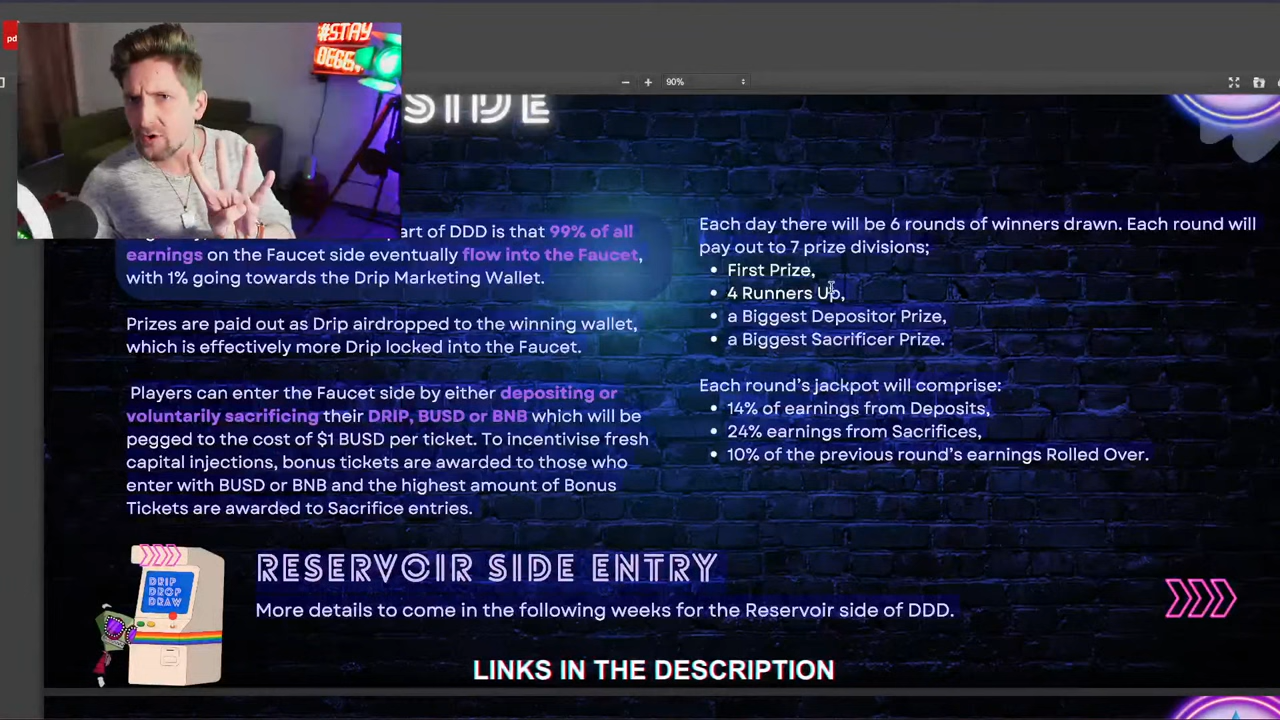 pd
#STAY
DEGG.
90%
SIDE
art of DDD is that 99% of all
earnings on the Faucet side eventually flow into the Faucet,
with 1% going towards the Drip Marketing Wallet.
Prizes are paid out as Drip airdropped to the winning wallet,
which is effectively more Drip locked into the Faucet.
Players can enter the Faucet side by either depositing or
voluntarily sacrificing their DRIP, BUSD or BNB which will be
pegged to the cost of $1 BUSD per ticket. To incentivise fresh
capital injections, bonus tickets are awarded to those who
enter with BUSD or BNB and the highest amount of Bonus
Tickets are awarded to Sacrifice entries.
Each day there will be 6 rounds of winners drawn. Each round will
pay out to 7 prize divisions;
• First Prize,
• 4 Runners Up,
• a Biggest Depositor Prize,
• a Biggest Sacrificer Prize.
Each round's jackpot will comprise:
• 14% of earnings from Deposits,
• 24% earnings from Sacrifices,
• 10% of the previous round's earnings Rolled Over.
DRIP
DROP
DRAW
RESERVOIR SIDE ENTRY
More details to come in the following weeks for the Reservoir side of DDD.
LINKS IN THE DESCRIPTION